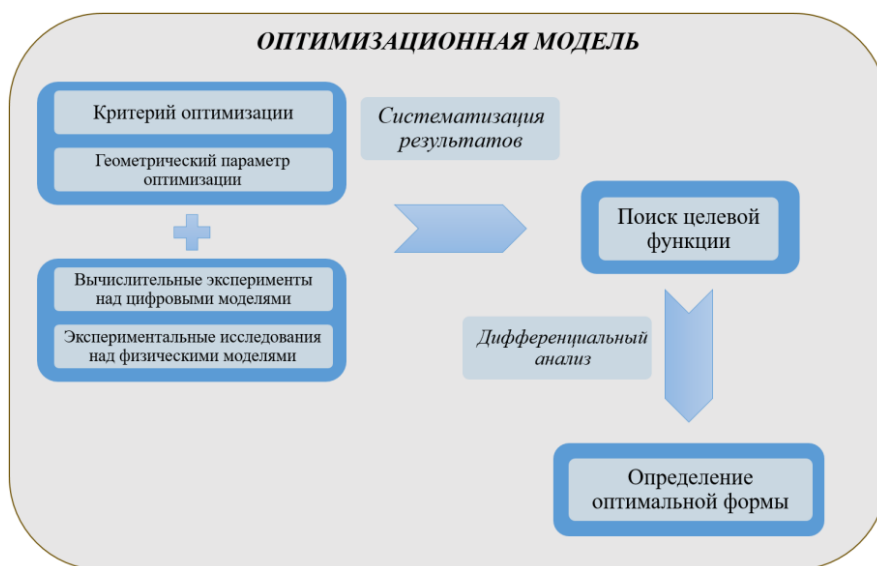 ОПТИМИЗАЦИОННАЯ МОДЕЛЬ
Критерий оптимизации
Геометрический параметр
оптимизации
Систематизация
результатов
Вычислительные эксперименты
над цифровыми моделями
Экспериментальные исследования
над физическими моделями
Поиск целевой
функции
Дифференциальный
анализ
Определение
оптимальной формы